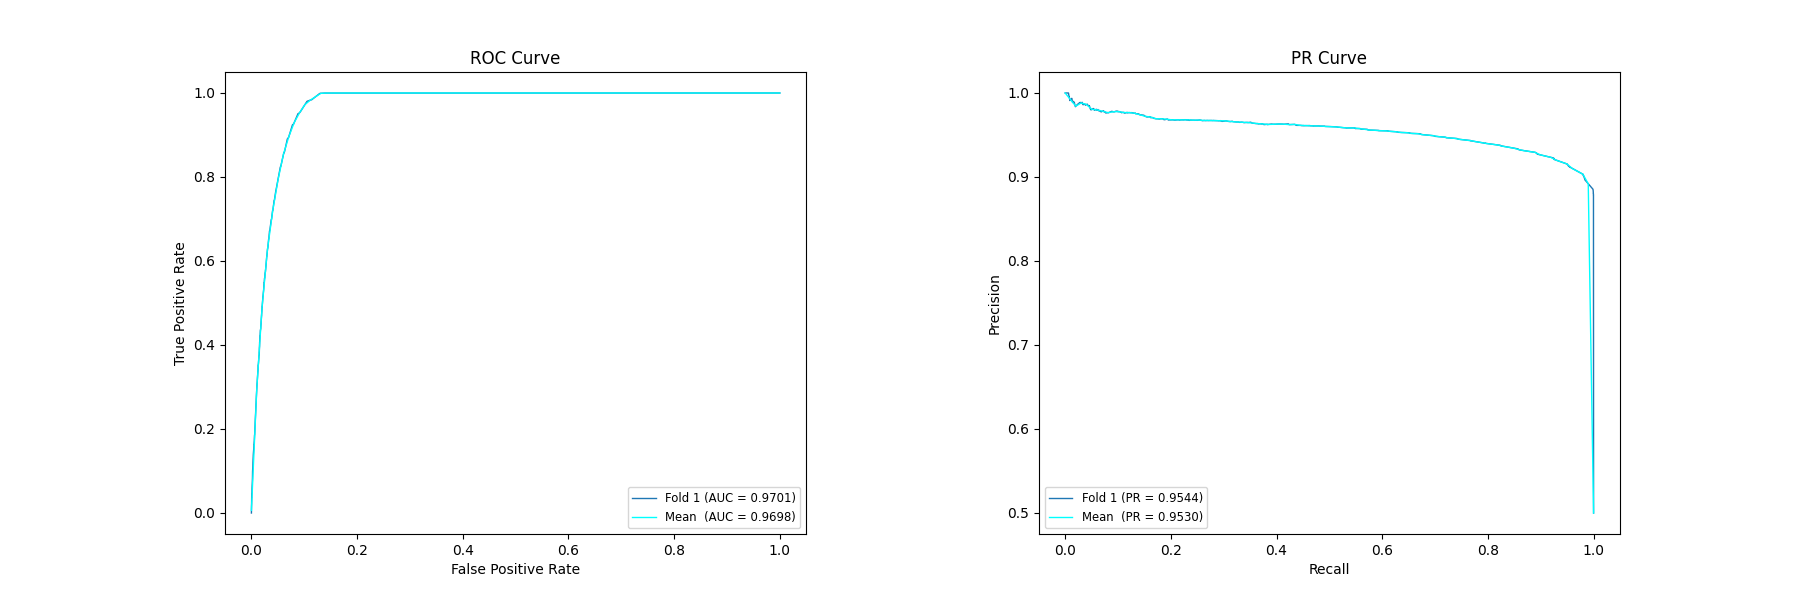 ROC Curve
True Positive Rate
1.0
0.8
0.6
0.4
0.2
0.0
Fold 1 (AUC = 0.9701)
Mean (AUC = 0.9698)
0.0 0.2 0.4 0.6 0.8 1.0
False Positive Rate
PR Curve
Precision
1.0
0.9
0.8
0.7
0.6
0.5
Fold 1 (PR = 0.9544)
Mean (PR = 0.9530)
0.0 0.2 0.4 0.6 0.8 1.0
Recall